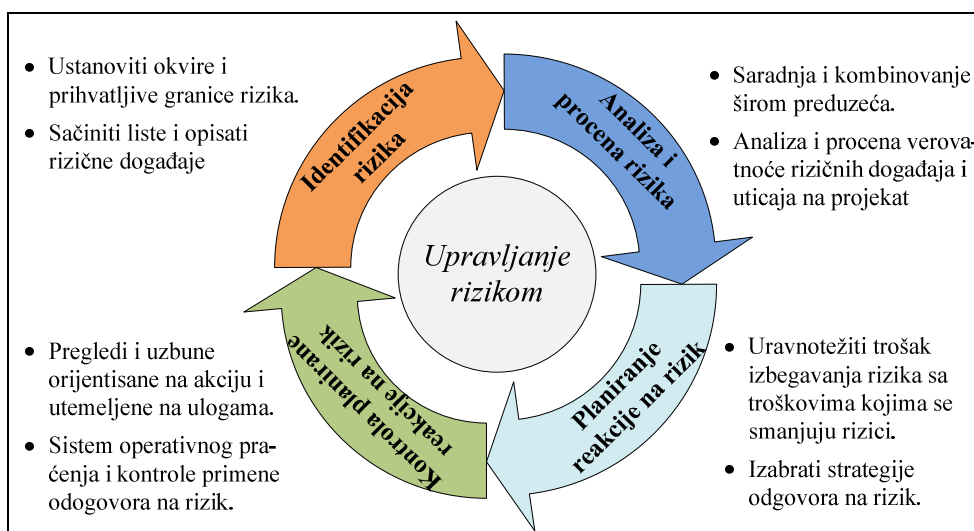 • Ustanoviti okvire i
prihvatljive granice rizika.
• Sačiniti liste i opisati
rizične događaje
Identifikacija
rizika
Analiza i
procena rizika
• Saradnja i kombinovanje
širom preduzeća.
• Analiza i procena verova-
tnoće rizičnih događaja i
uticaja na projekat
Upravljanje
rizikom
• Pregledi i uzbune
orijentisane na akciju i
utemeljene na ulogama.
• Sistem operativnog pra-
ćenja i kontrole primene
odogovora na rizik.
Kontrola planirane
reakcije na rizik
Planiranje
reakcije na rizik
• Uravnotežiti trošak
izbegavanja rizika sa
troškovima kojima se
smanjuju rizici.
• Izabrati strategije
odgovora na rizik.